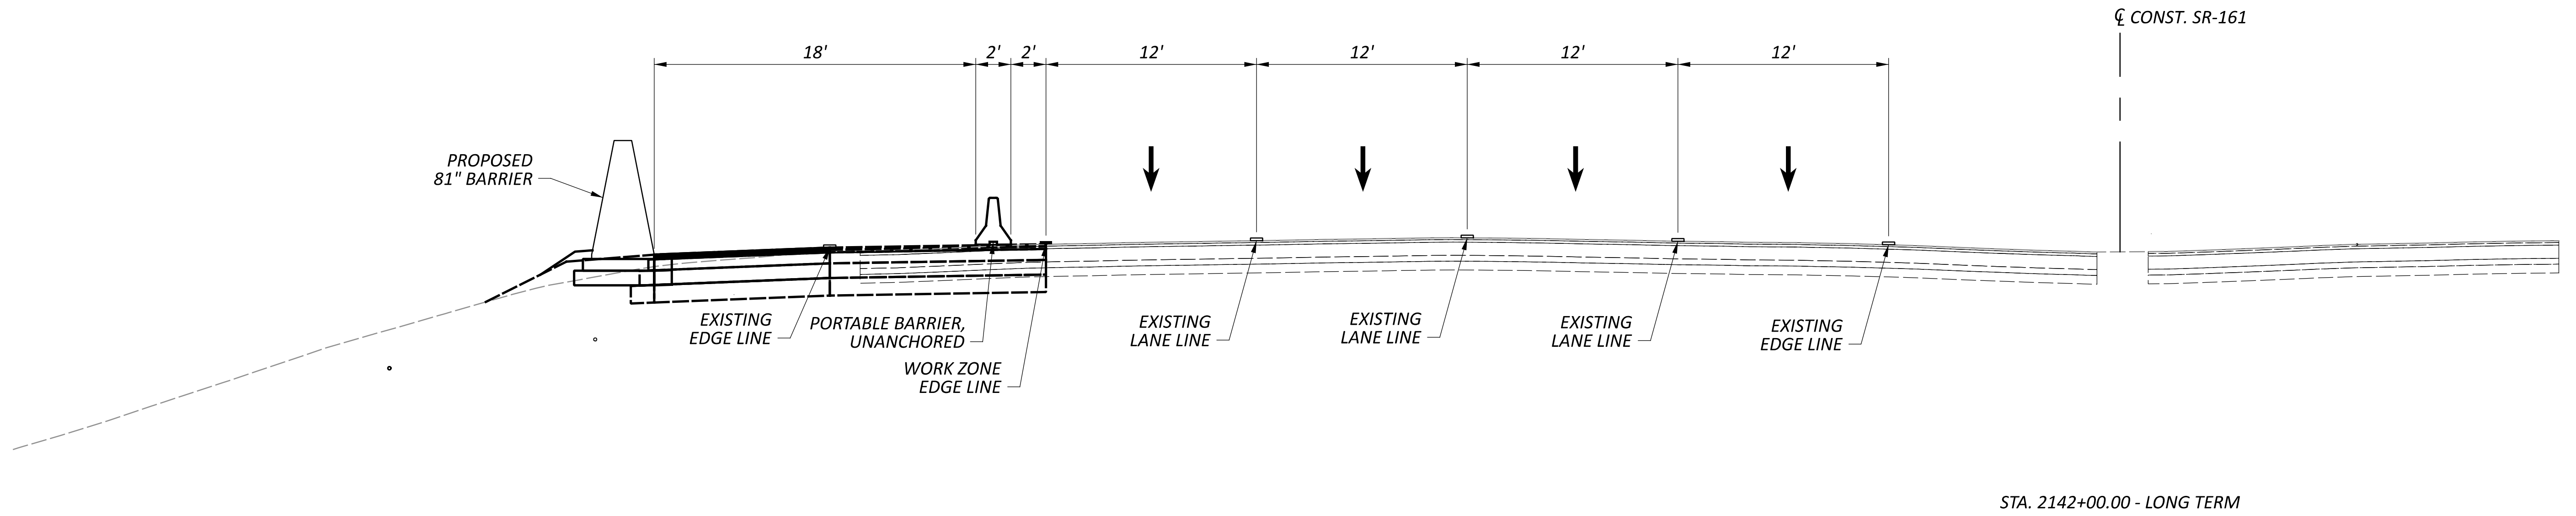 ℄ CONST. SR-161
18'
2'
2'
12'
12'
12'
12'
PROPOSED
81" BARRIER
EXISTING
EDGE LINE
PORTABLE BARRIER,
UNANCHORED
WORK ZONE
EDGE LINE
EXISTING
LANE LINE
EXISTING
LANE LINE
EXISTING
LANE LINE
EXISTING
EDGE LINE
STA. 2142+00.00 - LONG TERM